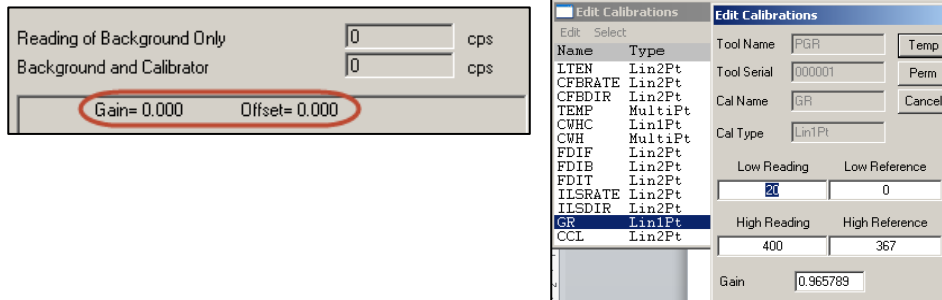 Reading of Background Only 0 cps
Background and Calibrator 0 cps
Gain= 0.000 Offset= 0.000
Edit Calibrations
Edit Select
Name Type
LTEN Lin2Pt
CFBRATE Lin2Pt
CFBDIR Lin2Pt
TEMP MultiPt
CWHC Lin1Pt
CWH MultiPt
FDIF Lin2Pt
FDIB Lin2Pt
FDIT Lin2Pt
ILSRATE Lin2Pt
ILSDIR Lin2Pt
GR Lin1Pt
CCL Lin2Pt
Edit Calibrations
Tool Name PGR Temp
Tool Serial 000001 Perm
Cal Name GR Cancel
Cal Type Lin1Pt
Low Reading Low Reference
20 0
High Reading High Reference
400 367
Gain 0.965789